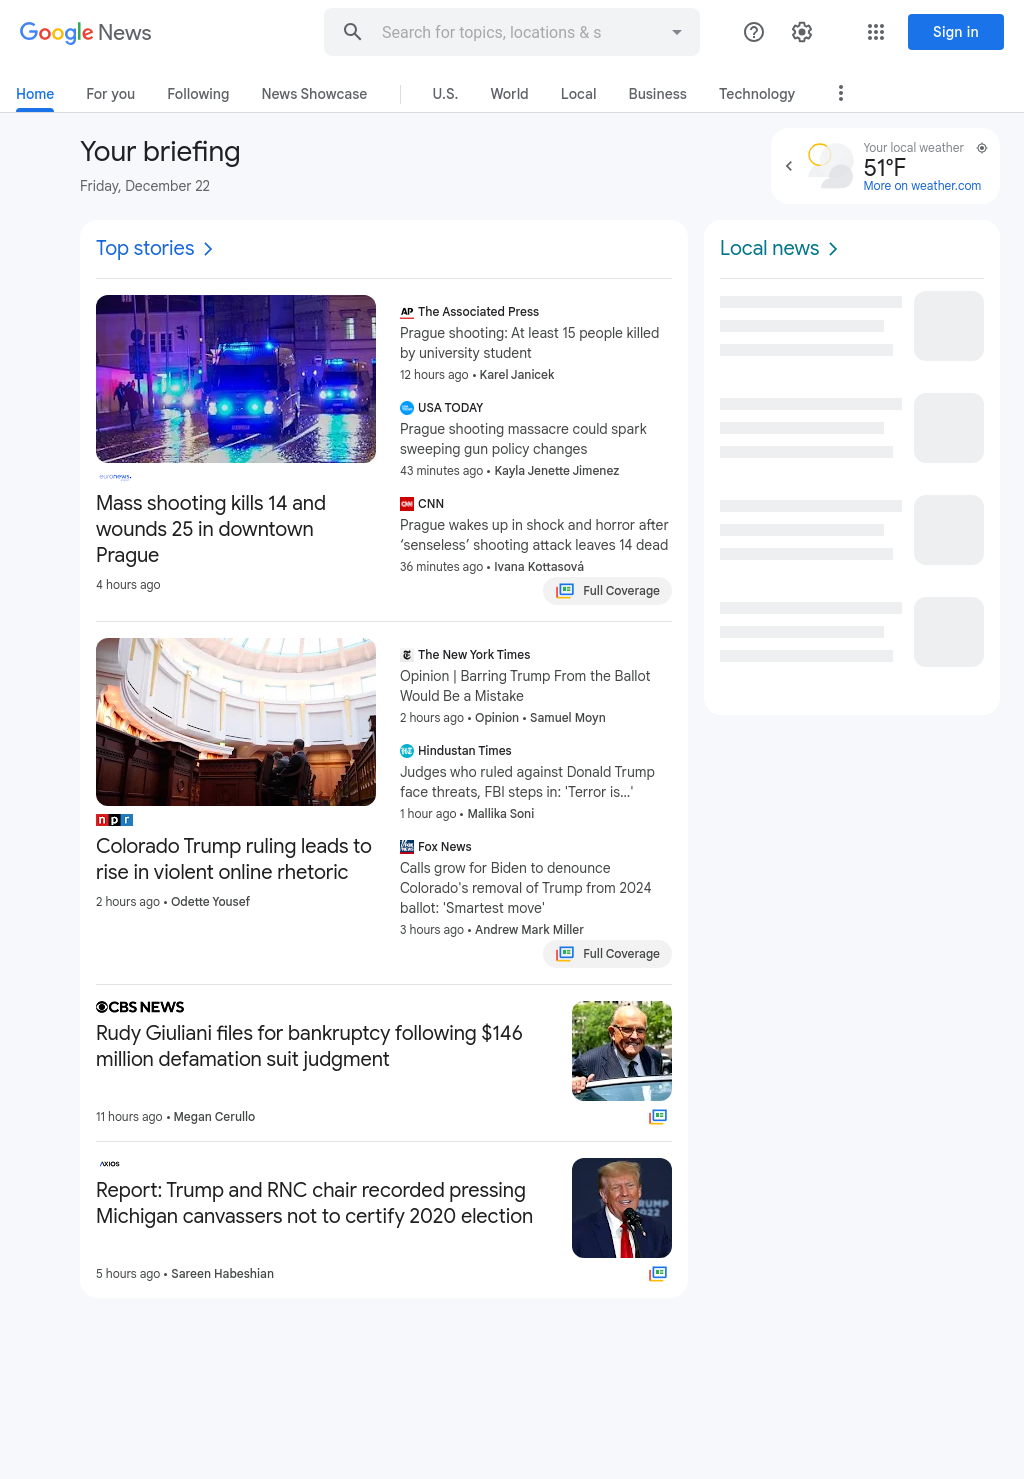 Google News
Search for topics, locations & s
Sign in
Home
For you
Following
News Showcase
U.S.
World
Local
Business
Technology
Your briefing
Friday, December 22
Your local weather
51°F
More on weather.com
Top stories
euronews.
Mass shooting kills 14 and
wounds 25 in downtown
Prague
4 hours ago
AP The Associated Press
Prague shooting: At least 15 people killed
by university student
12 hours ago • Karel Janicek
USA TODAY
Prague shooting massacre could spark
sweeping gun policy changes
43 minutes ago • Kayla Jenette Jimenez
CNN CNN
Prague wakes up in shock and horror after
‘senseless’ shooting attack leaves 14 dead
36 minutes ago • Ivana Kottasová
Full Coverage
npr
Colorado Trump ruling leads to
rise in violent online rhetoric
2 hours ago • Odette Yousef
The New York Times
Opinion | Barring Trump From the Ballot
Would Be a Mistake
2 hours ago • Opinion • Samuel Moyn
Hindustan Times
Judges who ruled against Donald Trump
face threats, FBI steps in: 'Terror is...'
1 hour ago • Mallika Soni
Fox News
Calls grow for Biden to denounce
Colorado's removal of Trump from 2024
ballot: 'Smartest move'
3 hours ago • Andrew Mark Miller
Full Coverage
CBS NEWS
Rudy Giuliani files for bankruptcy following $146
million defamation suit judgment
11 hours ago • Megan Cerullo
AXIOS
Report: Trump and RNC chair recorded pressing
Michigan canvassers not to certify 2020 election
5 hours ago • Sareen Habeshian
Local news